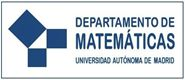 DEPARTAMENTO DE
MATEMÁTICAS
UNIVERSIDAD AUTÓNOMA DE MADRID